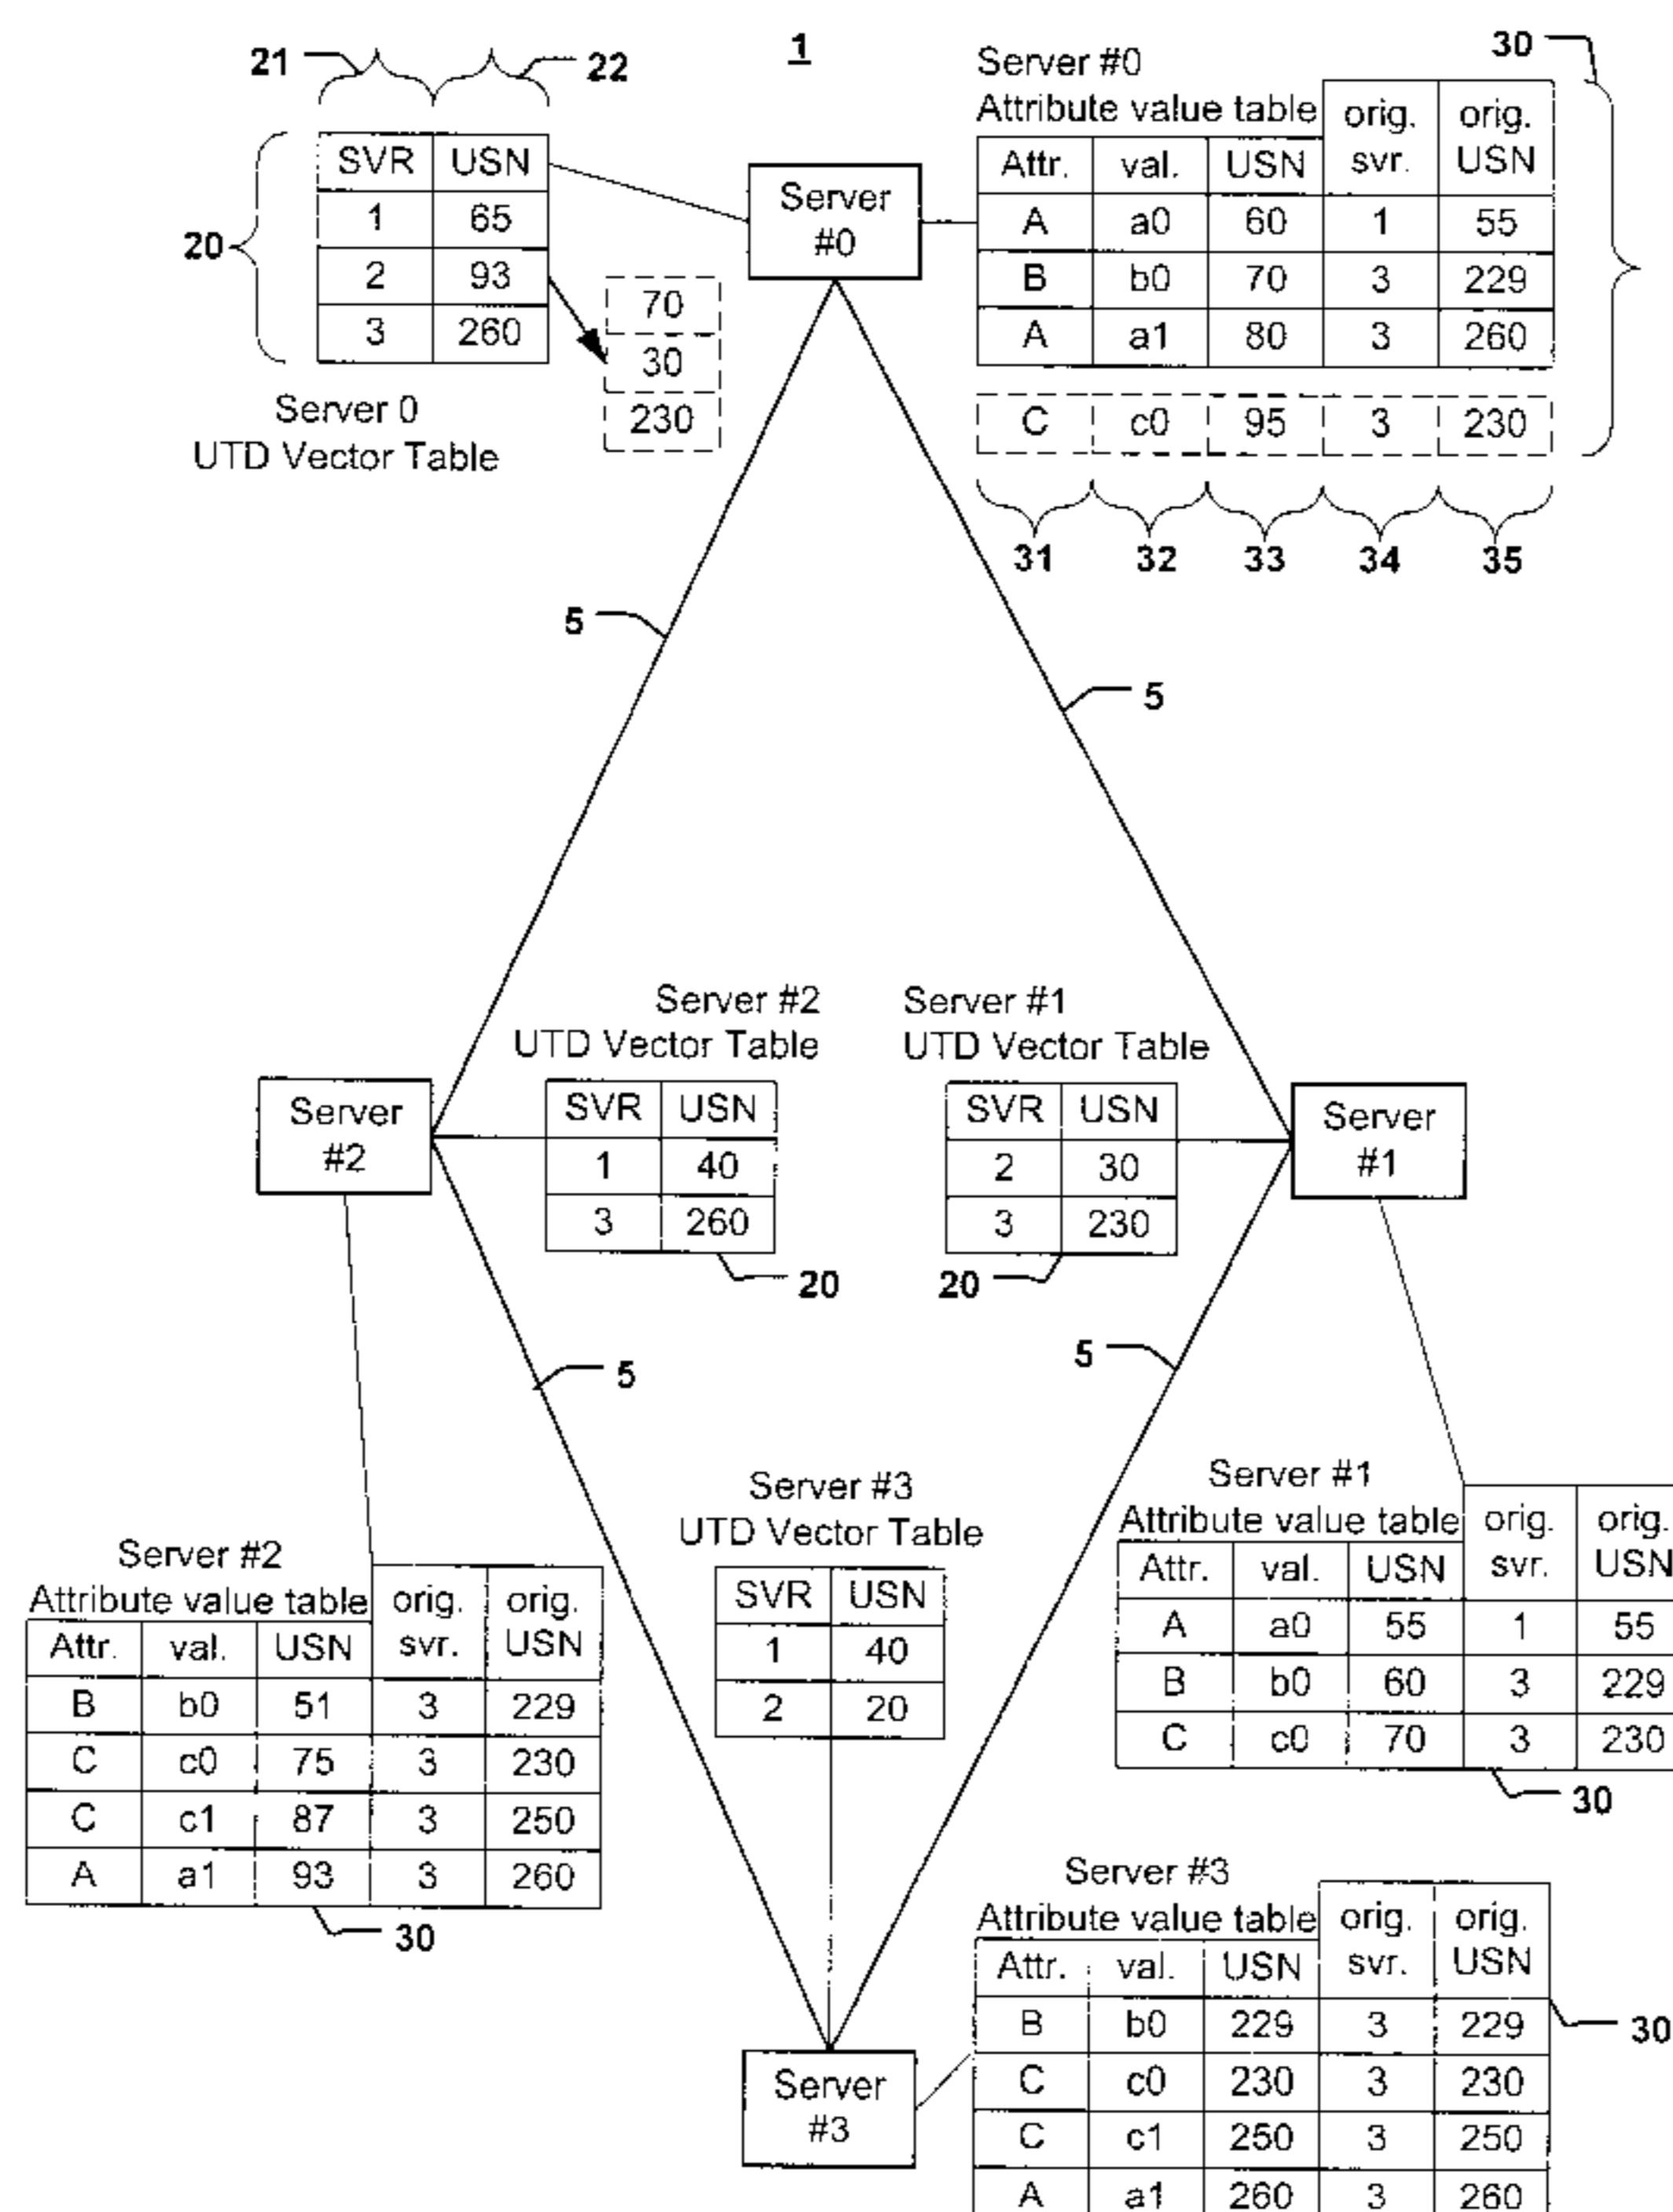 1
21
22
20
SVR USN
1 65
2 93
3 260
70
30
230
Server 0
UTD Vector Table
Server
#0
Server #0
Attribute value table
30
Attr. val. USN orig. svr. orig. USN
A a0 60 1 55
B b0 70 3 229
A a1 80 3 260
C c0 95 3 230
31 32 33 34 35
5
5
Server #2
UTD Vector Table
SVR USN
1 40
3 260
20
Server #1
UTD Vector Table
SVR USN
2 30
3 230
20
Server
#2
Server
#1
5
5
Server #2
Attribute value table
Attr. val. USN orig. svr. orig. USN
B b0 51 3 229
C c0 75 3 230
C c1 87 3 250
A a1 93 3 260
30
Server #3
UTD Vector Table
SVR USN
1 40
2 20
Server #1
Attribute value table
Attr. val. USN orig. svr. orig. USN
A a0 55 1 55
B b0 60 3 229
C c0 70 3 230
30
Server
#3
Server #3
Attribute value table
Attr. val. USN orig. svr. orig. USN
B b0 229 3 229
30
C c0 230 3 230
C c1 250 3 250
A a1 260 3 260